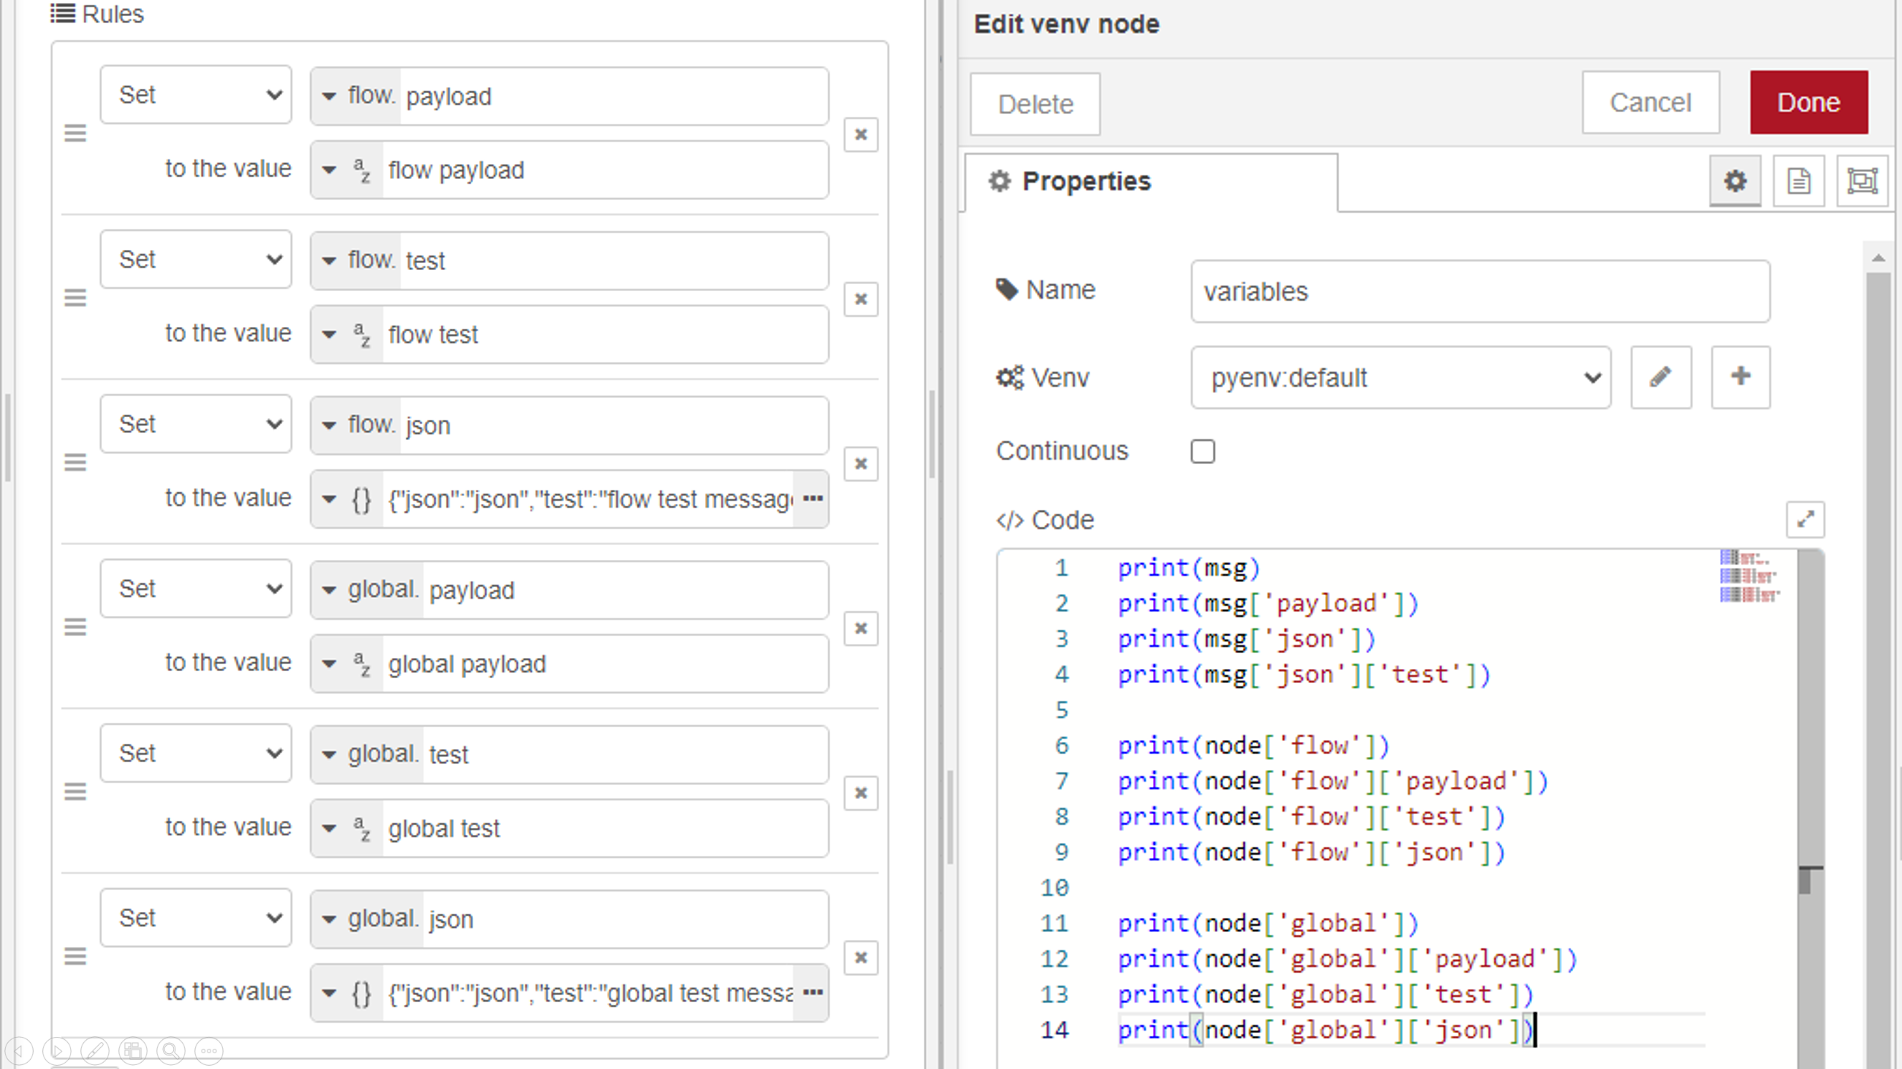 Rules
Set
flow. payload
to the value
flow payload
Set
flow. test
to the value
flow test
Set
flow. json
to the value
{} {"json":"json","test":"flow test message
Set
global. payload
to the value
global payload
Set
global. test
to the value
global test
Set
global. json
to the value
{} {"json":"json","test":"global test messa
Edit venv node
Delete
Cancel
Done
Properties
Name
variables
Venv
pyenv:default
Continuous
</> Code
1 print(msg)
2 print(msg['payload'])
3 print(msg['json'])
4 print(msg['json']['test'])
5
6 print(node['flow'])
7 print(node['flow']['payload'])
8 print(node['flow']['test'])
9 print(node['flow']['json'])
10
11 print(node['global'])
12 print(node['global']['payload'])
13 print(node['global']['test'])
14 print(node['global']['json'])